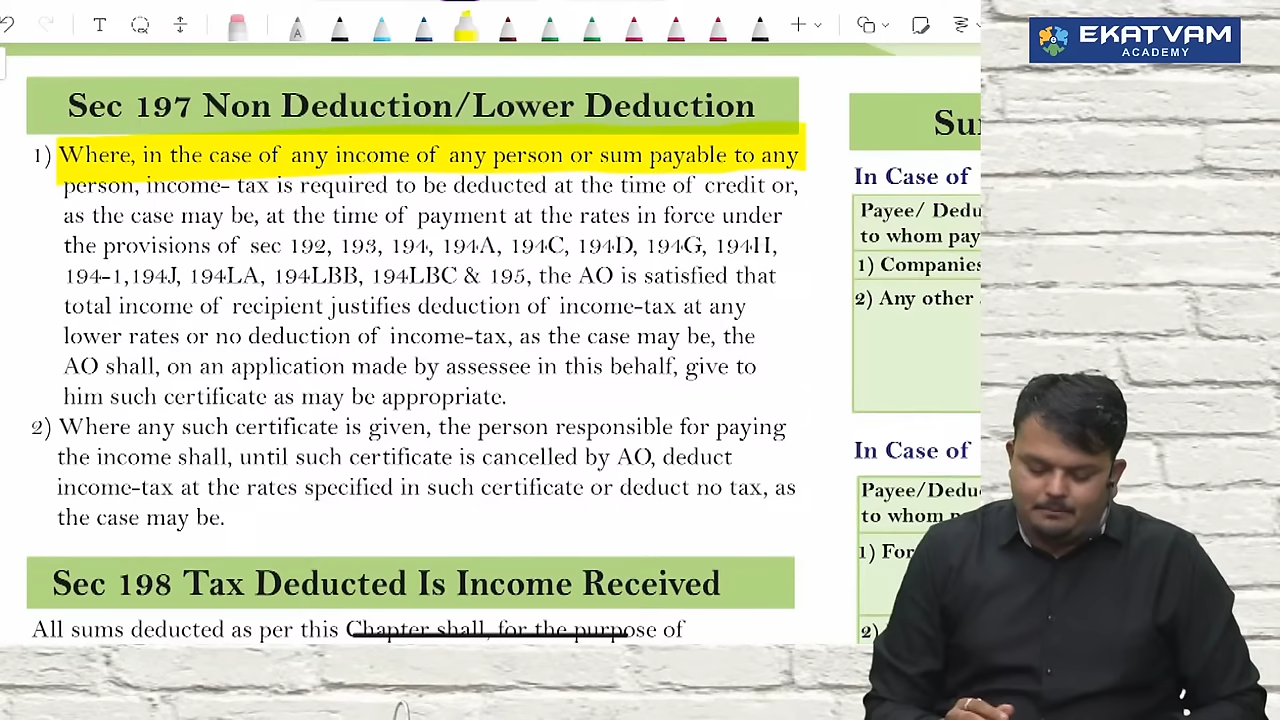 EKATVAM
ACADEMY
Sec 197 Non Deduction/Lower Deduction
1) Where, in the case of any income of any person or sum payable to any
person, income- tax is required to be deducted at the time of credit or,
as the case may be, at the time of payment at the rates in force under
the provisions of sec 192, 193, 194, 194A, 194C, 194D, 194G, 194H,
194-1,194J, 194LA, 194LBB, 194LBC & 195, the AO is satisfied that
total income of recipient justifies deduction of income-tax at any
lower rates or no deduction of income-tax, as the case may be, the
AO shall, on an application made by assessee in this behalf, give to
him such certificate as may be appropriate.
2) Where any such certificate is given, the person responsible for paying
the income shall, until such certificate is cancelled by AO, deduct
income-tax at the rates specified in such certificate or deduct no tax, as
the case may be.
Sec 198 Tax Deducted Is Income Received
All sums deducted as per this Chapter shall, for the purpose of
In Case of
Payee/
to whom
1) Companies
2) Any other
In Case of
to whom
1)
2)